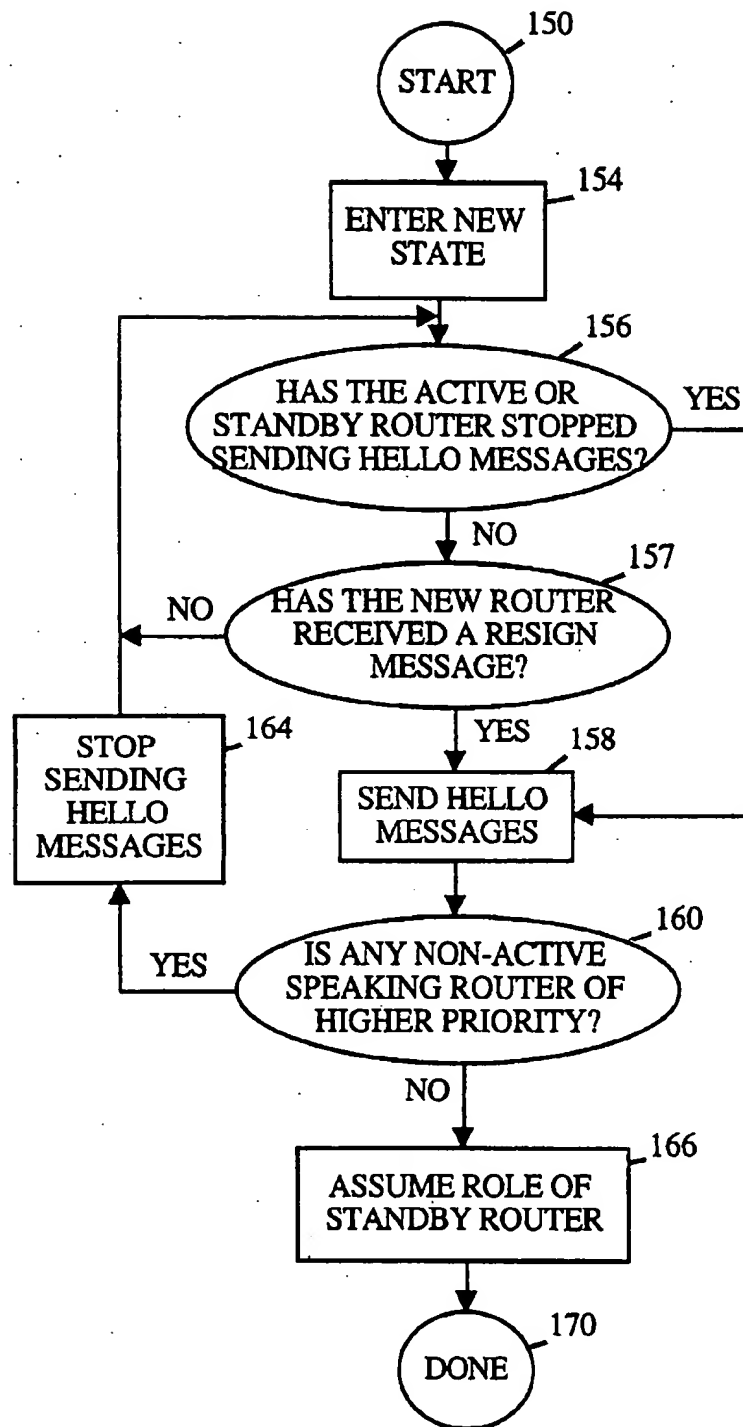 150
START
154
ENTER NEW
STATE
156
HAS THE ACTIVE OR
STANDBY ROUTER STOPPED
SENDING HELLO MESSAGES?
YES
NO
157
HAS THE NEW ROUTER
RECEIVED A RESIGN
MESSAGE?
NO
YES
164
STOP
SENDING
HELLO
MESSAGES
158
SEND HELLO
MESSAGES
160
IS ANY NON-ACTIVE
SPEAKING ROUTER OF
HIGHER PRIORITY?
YES
NO
166
ASSUME ROLE OF
STANDBY ROUTER
170
DONE